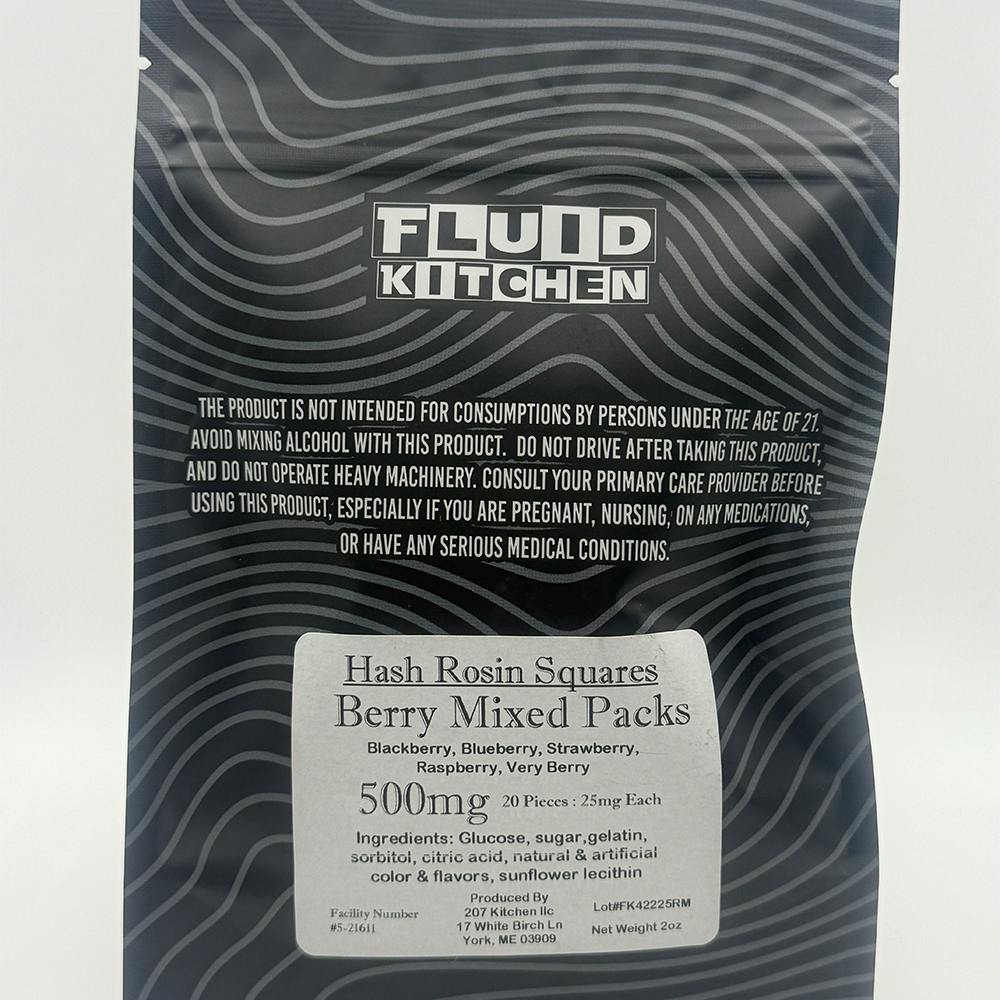 FLUID
KITCHEN
THE PRODUCT IS NOT INTENDED FOR CONSUMPTIONS BY PERSONS UNDER THE AGE OF 21.
AVOID MIXING ALCOHOL WITH THIS PRODUCT. DO NOT DRIVE AFTER TAKING THIS PRODUCT,
AND DO NOT OPERATE HEAVY MACHINERY. CONSULT YOUR PRIMARY CARE PROVIDER BEFORE
USING THIS PRODUCT, ESPECIALLY IF YOU ARE PREGNANT, NURSING, ON ANY MEDICATIONS,
OR HAVE ANY SERIOUS MEDICAL CONDITIONS.
Hash Rosin Squares
Berry Mixed Packs
Blackberry, Blueberry, Strawberry,
Raspberry, Very Berry
500mg 20 Pieces : 25mg Each
Ingredients: Glucose, sugar,gelatin,
sorbitol, citric acid, natural & artificial
color & flavors, sunflower lecithin
Facility Number
#5-21611
Produced By
207 Kitchen llc
17 White Birch Ln
York, ME 03909
Lot#FK42225RM
Net Weight 2oz